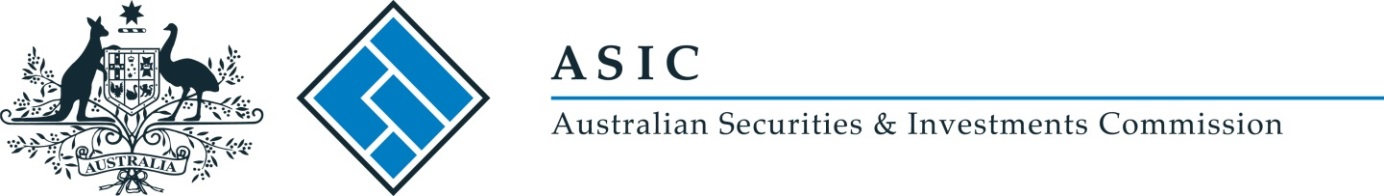 AUSTRALIA
ASIC
Australian Securities & Investments Commission